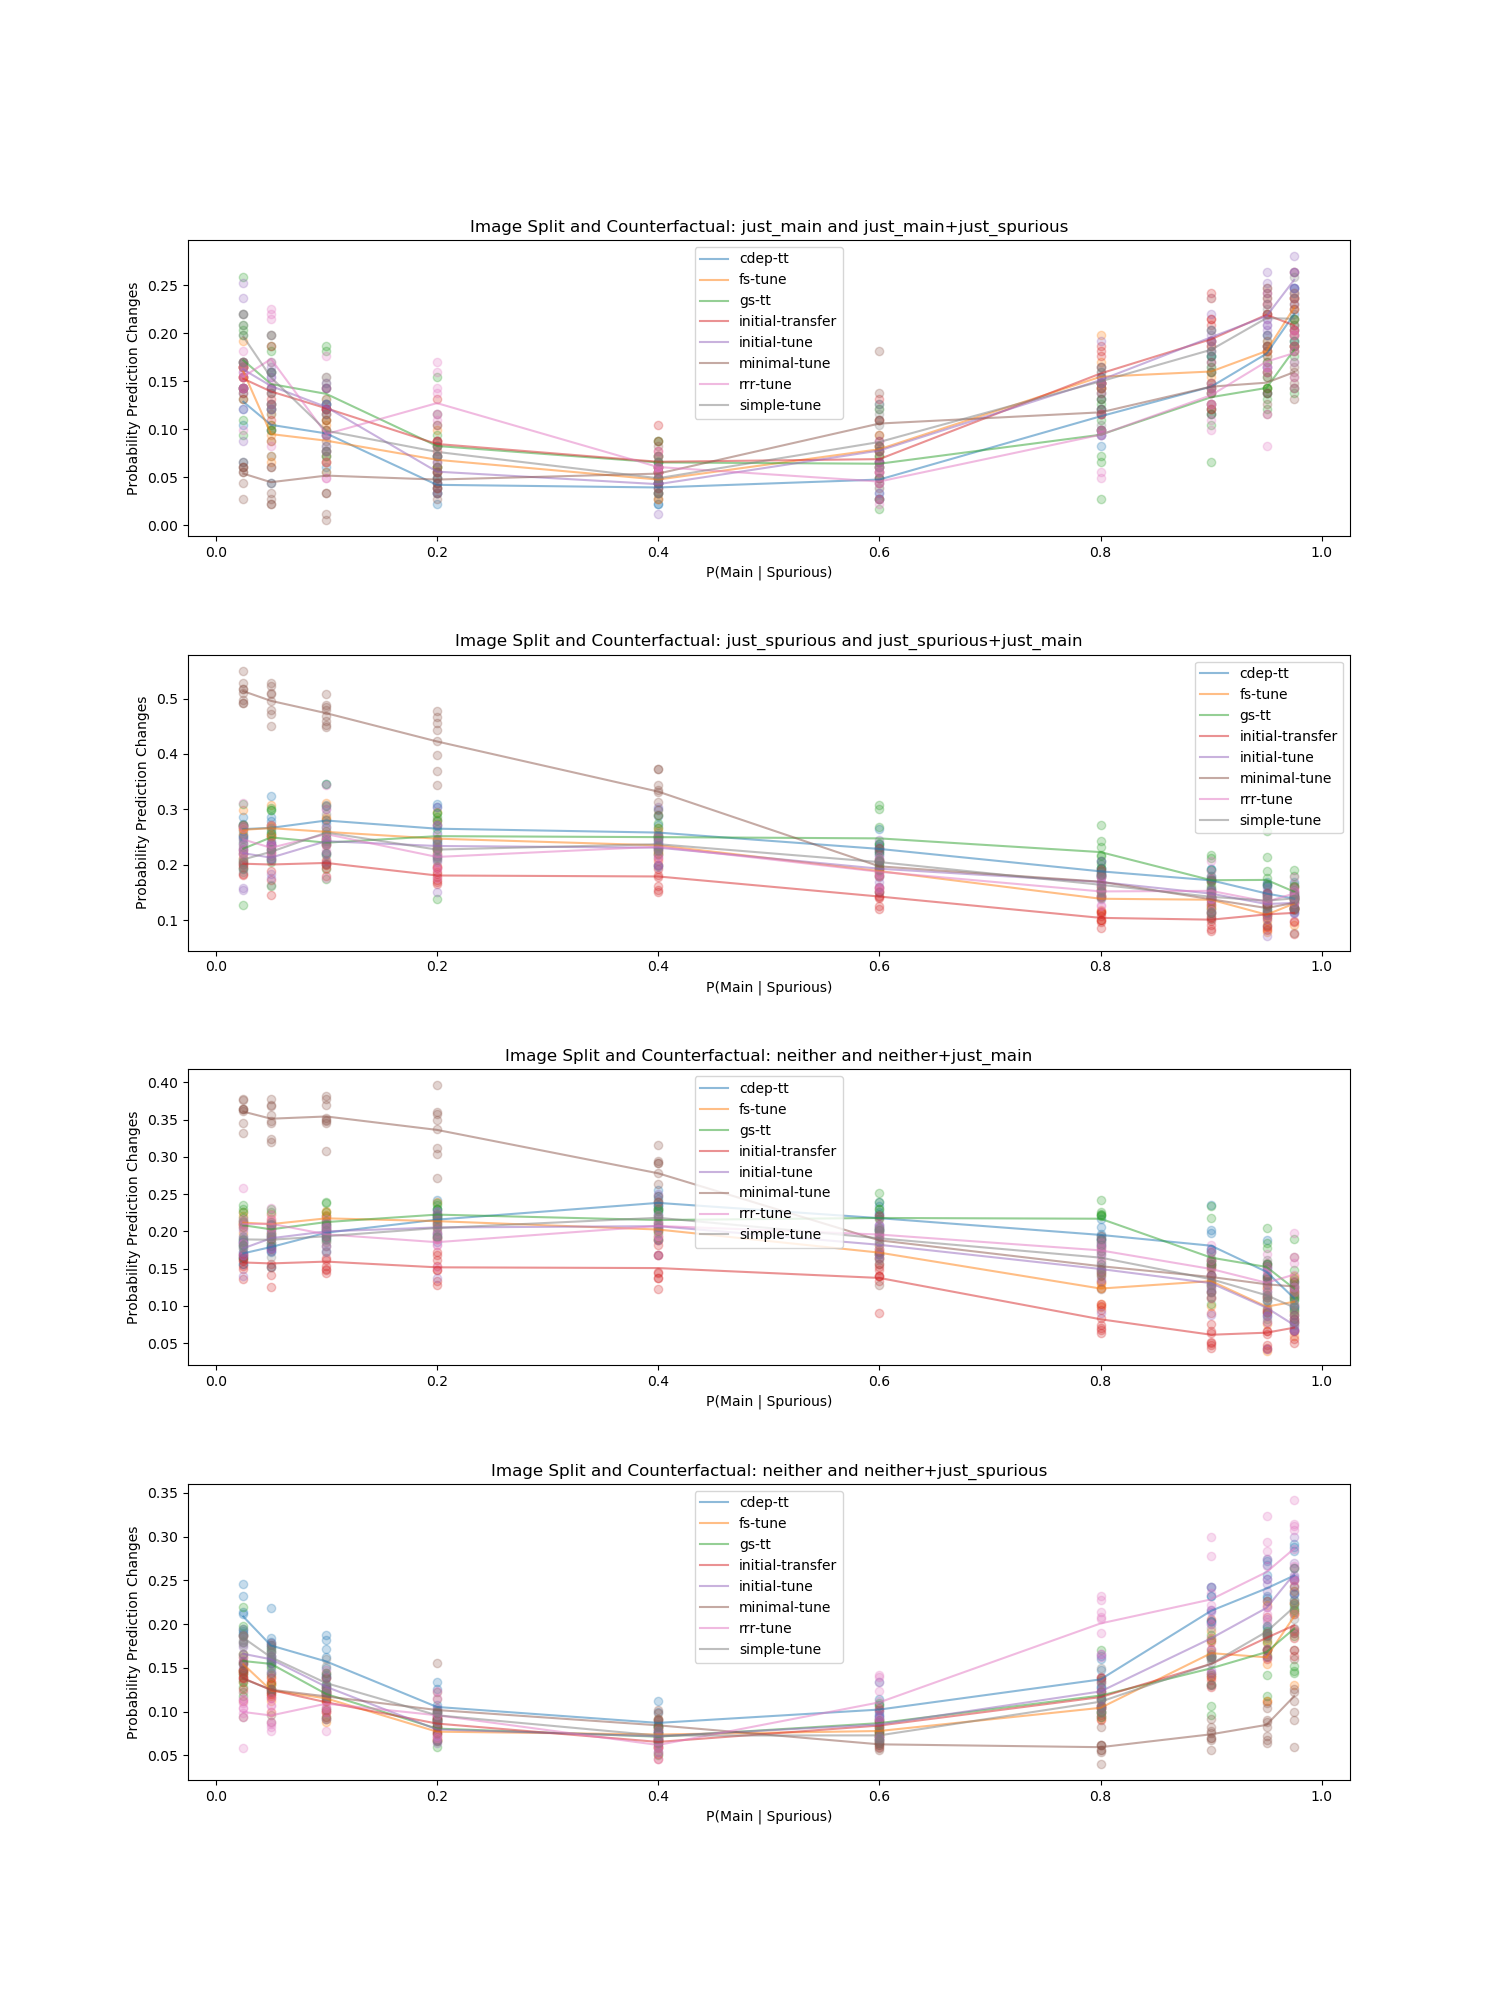 Image Split and Counterfactual: just_main and just_main+just_spurious
Probability Prediction Changes
0.25
0.20
0.15
0.10
0.05
0.00
cdep-tt
fs-tune
gs-tt
initial-transfer
initial-tune
minimal-tune
rrr-tune
simple-tune
0.0 0.2 0.4 0.6 0.8 1.0
P(Main | Spurious)
Image Split and Counterfactual: just_spurious and just_spurious+just_main
Probability Prediction Changes
0.5
0.4
0.3
0.2
0.1
cdep-tt
fs-tune
gs-tt
initial-transfer
initial-tune
minimal-tune
rrr-tune
simple-tune
0.0 0.2 0.4 0.6 0.8 1.0
P(Main | Spurious)
Image Split and Counterfactual: neither and neither+just_main
Probability Prediction Changes
0.40
0.35
0.30
0.25
0.20
0.15
0.10
0.05
cdep-tt
fs-tune
gs-tt
initial-transfer
initial-tune
minimal-tune
rrr-tune
simple-tune
0.0 0.2 0.4 0.6 0.8 1.0
P(Main | Spurious)
Image Split and Counterfactual: neither and neither+just_spurious
Probability Prediction Changes
0.35
0.30
0.25
0.20
0.15
0.10
0.05
cdep-tt
fs-tune
gs-tt
initial-transfer
initial-tune
minimal-tune
rrr-tune
simple-tune
0.0 0.2 0.4 0.6 0.8 1.0
P(Main | Spurious)